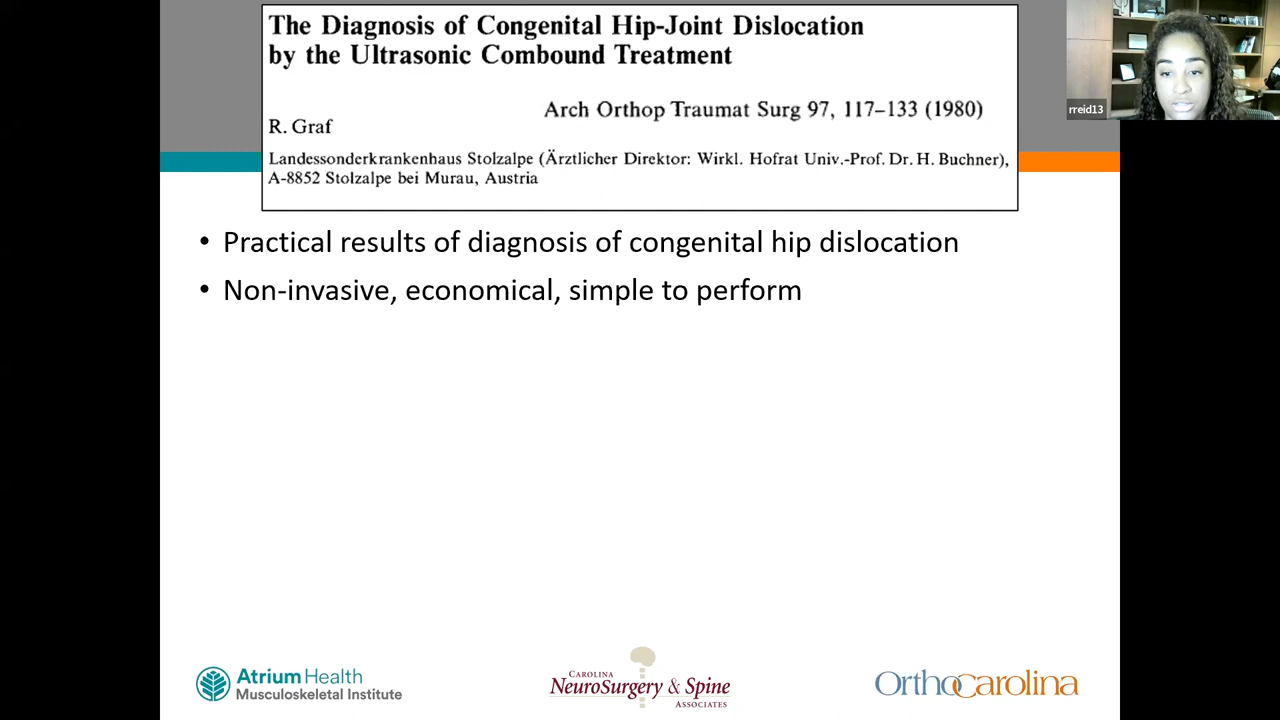 The Diagnosis of Congenital Hip-Joint Dislocation
by the Ultrasonic Combound Treatment
Arch Orthop Traumat Surg 97, 117–133 (1980)
R. Graf
Landessonderkrankenhaus Stolzalpe (Ärztlicher Direktor: Wirkl. Hofrat Univ.-Prof. Dr. H. Buchner),
A-8852 Stolzalpe bei Murau, Austria
rreid13
• Practical results of diagnosis of congenital hip dislocation
• Non-invasive, economical, simple to perform
Atrium Health
Musculoskeletal Institute
CAROLINA
NEUROSURGERY & SPINE
ASSOCIATES
OrthoCarolina